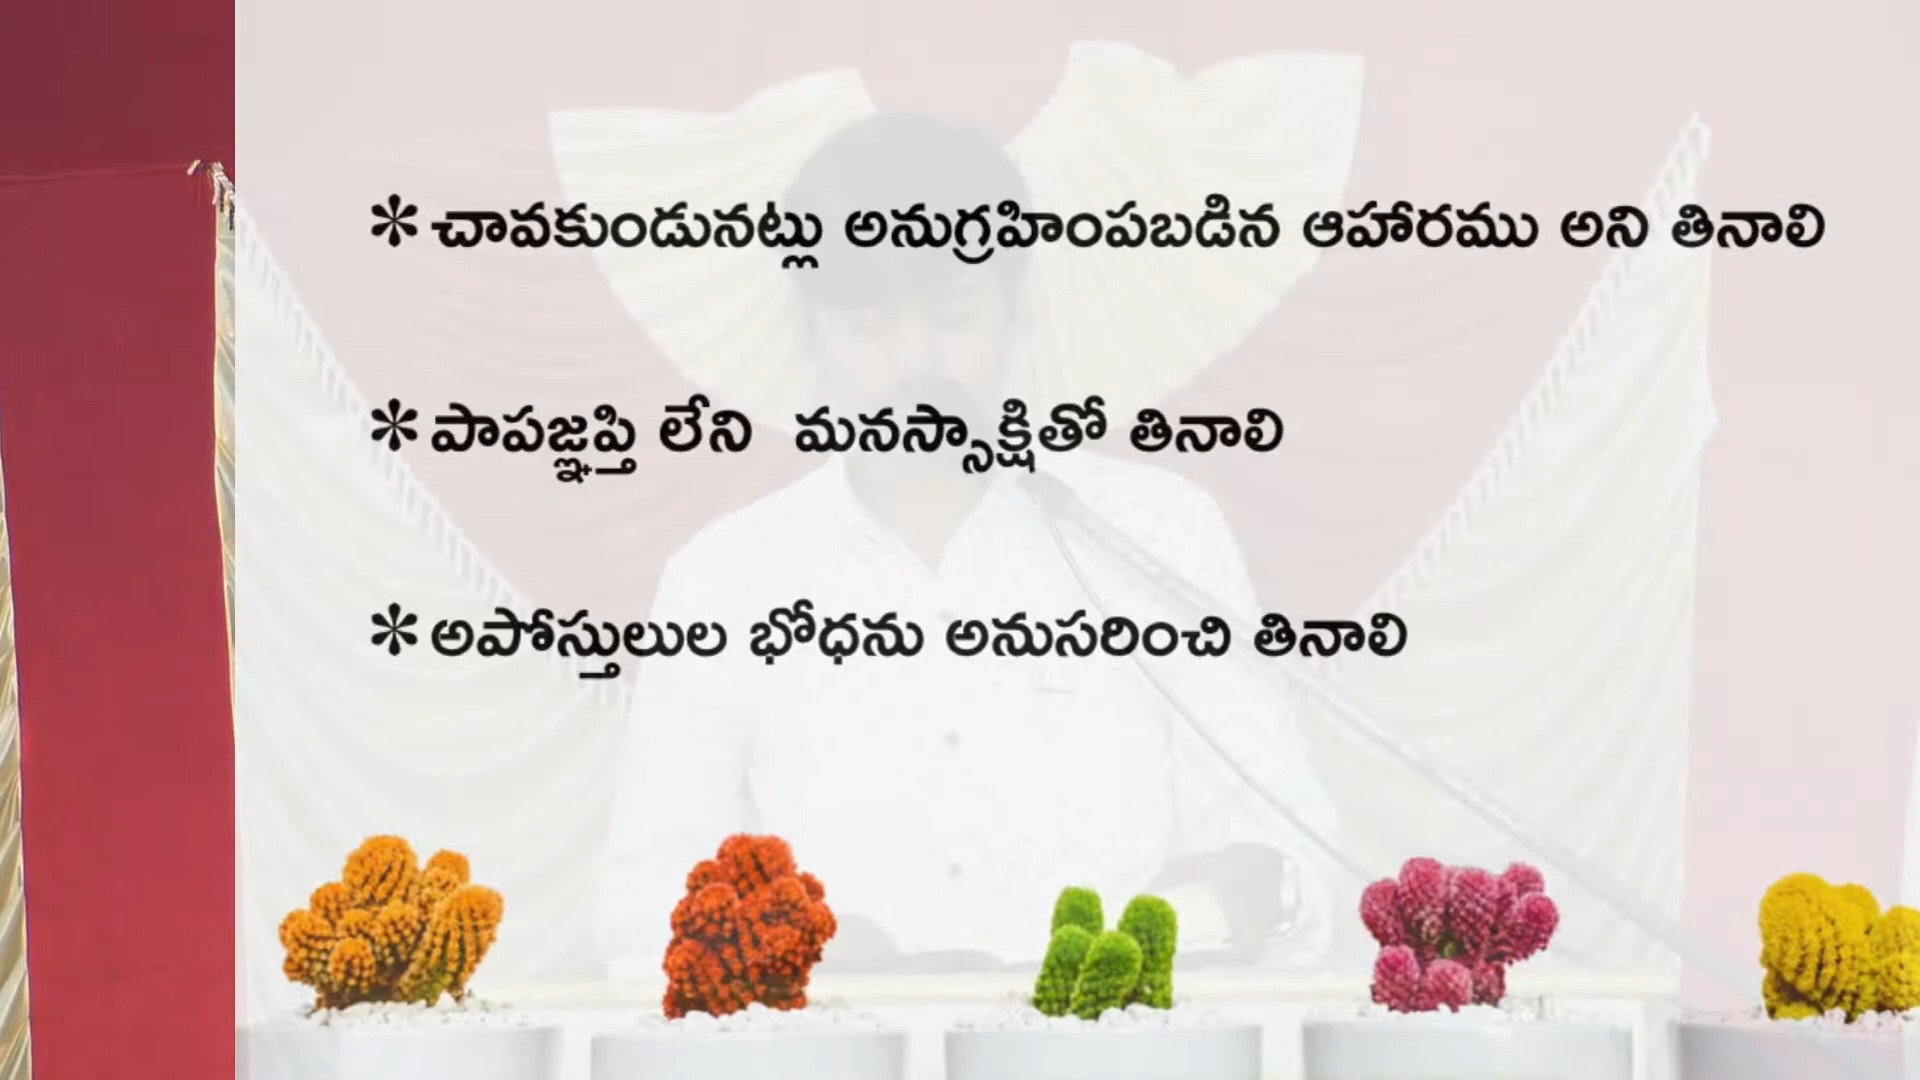 *చావకుండునట్లు అనుగ్రహింపబడిన ఆహారము అని తినాలి
*పాపజ్ఞప్తి లేని మనస్సాక్షితో తినాలి
*అపోస్తులుల భోధను అనుసరించి తినాలి